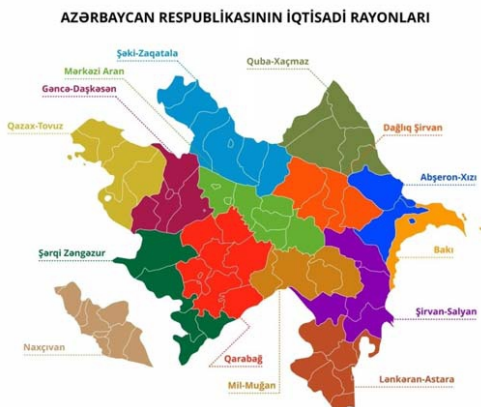 AZƏRBAYCAN RESPUBLİKASININ İQTİSADİ RAYONLARI
Şəki-Zaqatala
Quba-Xaçmaz
Mərkəzi Aran
Gəncə-Daşkəsən
Qazax-Tovuz
Dağlıq Şirvan
Abşeron-Xızı
Şərqi Zəngəzur
Bakı
Şirvan-Salyan
Naxçıvan
Qarabağ
Mil-Muğan
Lənkəran-Astara